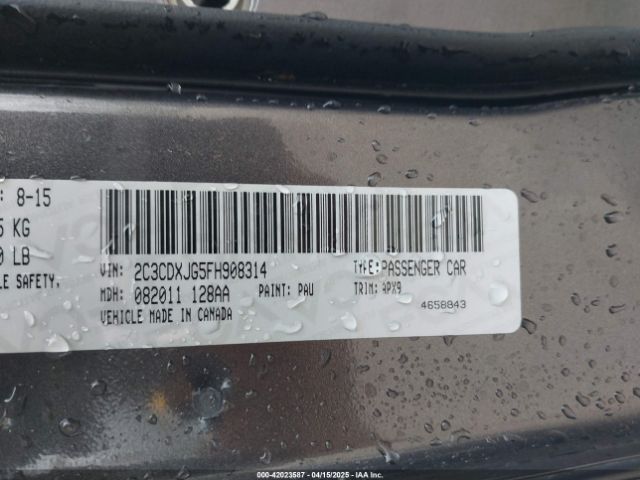 : 8-15
5 KG
0 LB
LE SAFETY,
VIN: 2C3CDXJG5FH908314 TYPE: PASSENGER CAR
MDH: 082011 128AA PAINT: PAU TRIM: APX9
VEHICLE MADE IN CANADA 4658843
000-42023587 - 04/15/2025 - IAA Inc.